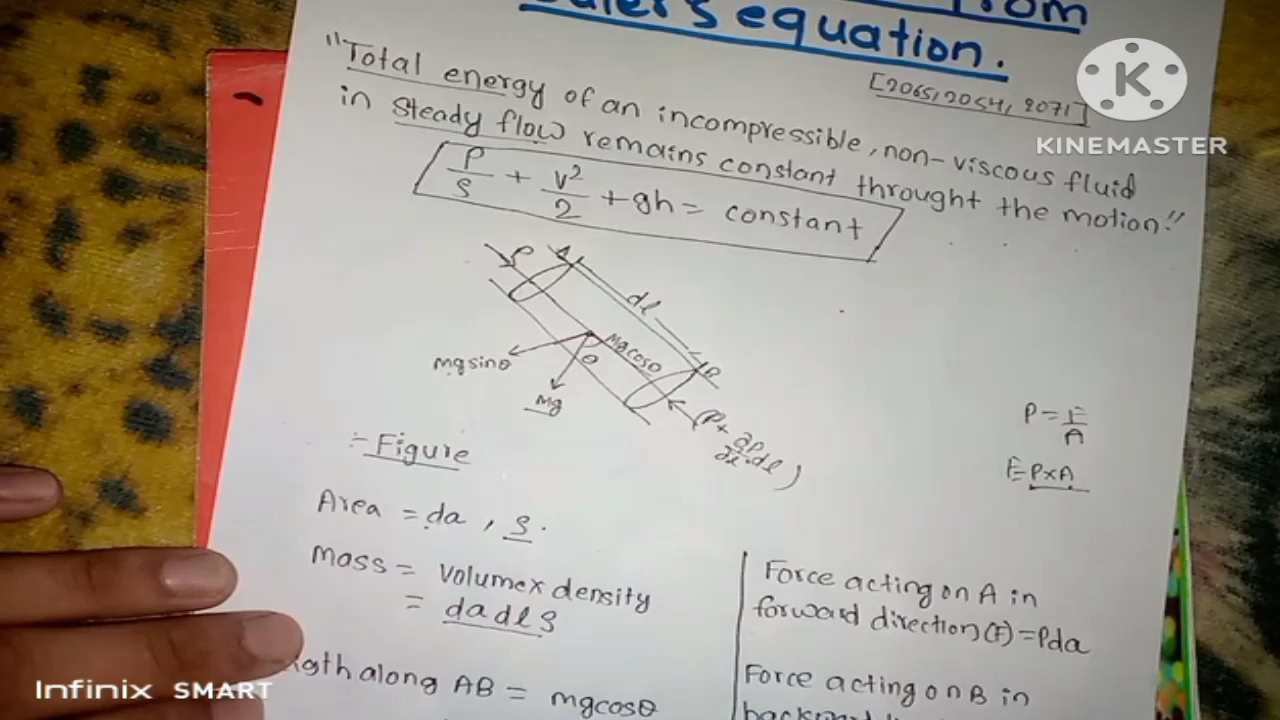 Euler's equation.
[2065, 2054, 2071]
"Total energy of an incompressible, non-viscous fluid
in steady flow remains constant throught the motion."
P/ρ + v²/2 + gh = constant
P
A
dl
B
mgcosθ
θ
mgsinθ
mg
(P + ∂P/∂l dl)
:- Figure
P = F/A
F = P×A
Area = da, ρ.
Mass = Volume x density
= da dl ρ
along AB = mgcosθ
Force acting on A in
forward direction (F) = Pda
Force acting on B in
K
KINEMASTER
Infinix SMART